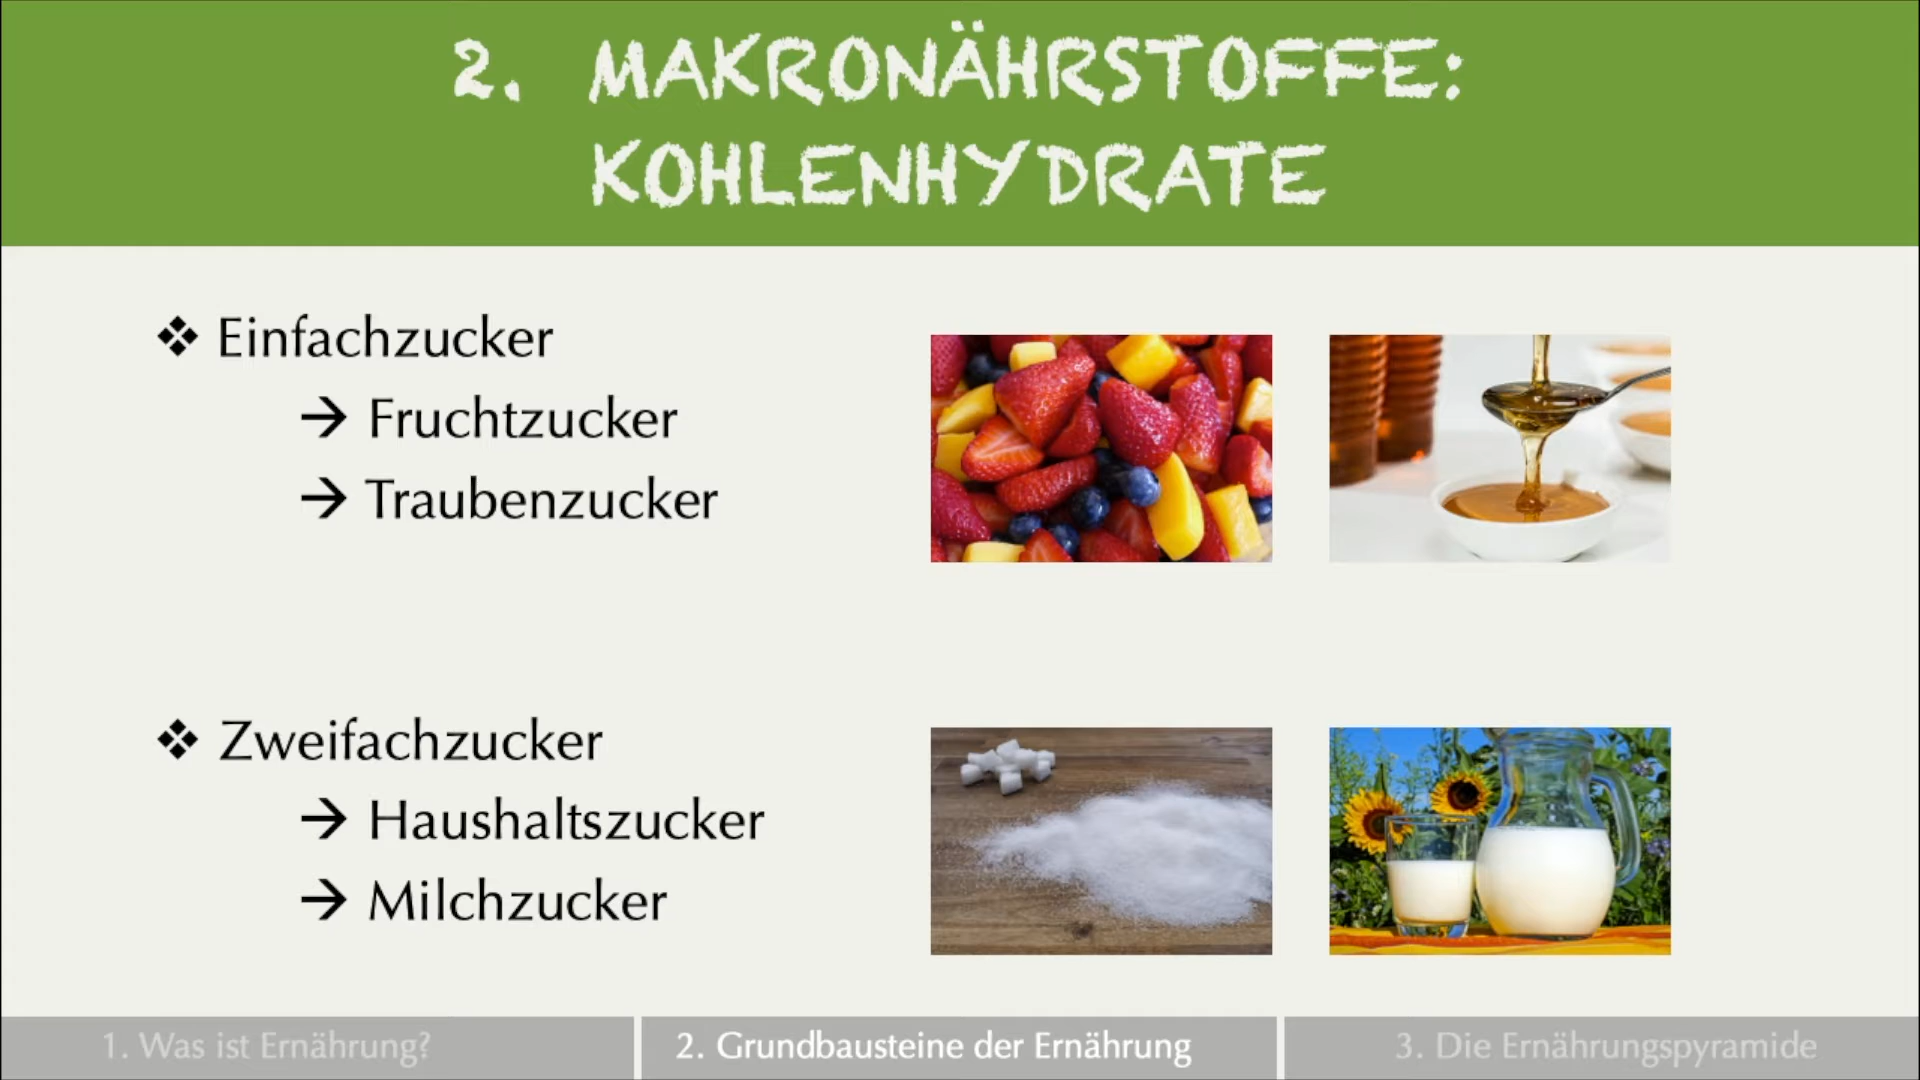 2. MAKRONÄHRSTOFFE:
KOHLENHYDRATE
❖ Einfachzucker
→ Fruchtzucker
→ Traubenzucker
❖ Zweifachzucker
→ Haushaltszucker
→ Milchzucker
1. Was ist Ernährung?
2. Grundbausteine der Ernährung
3. Die Ernährungspyramide